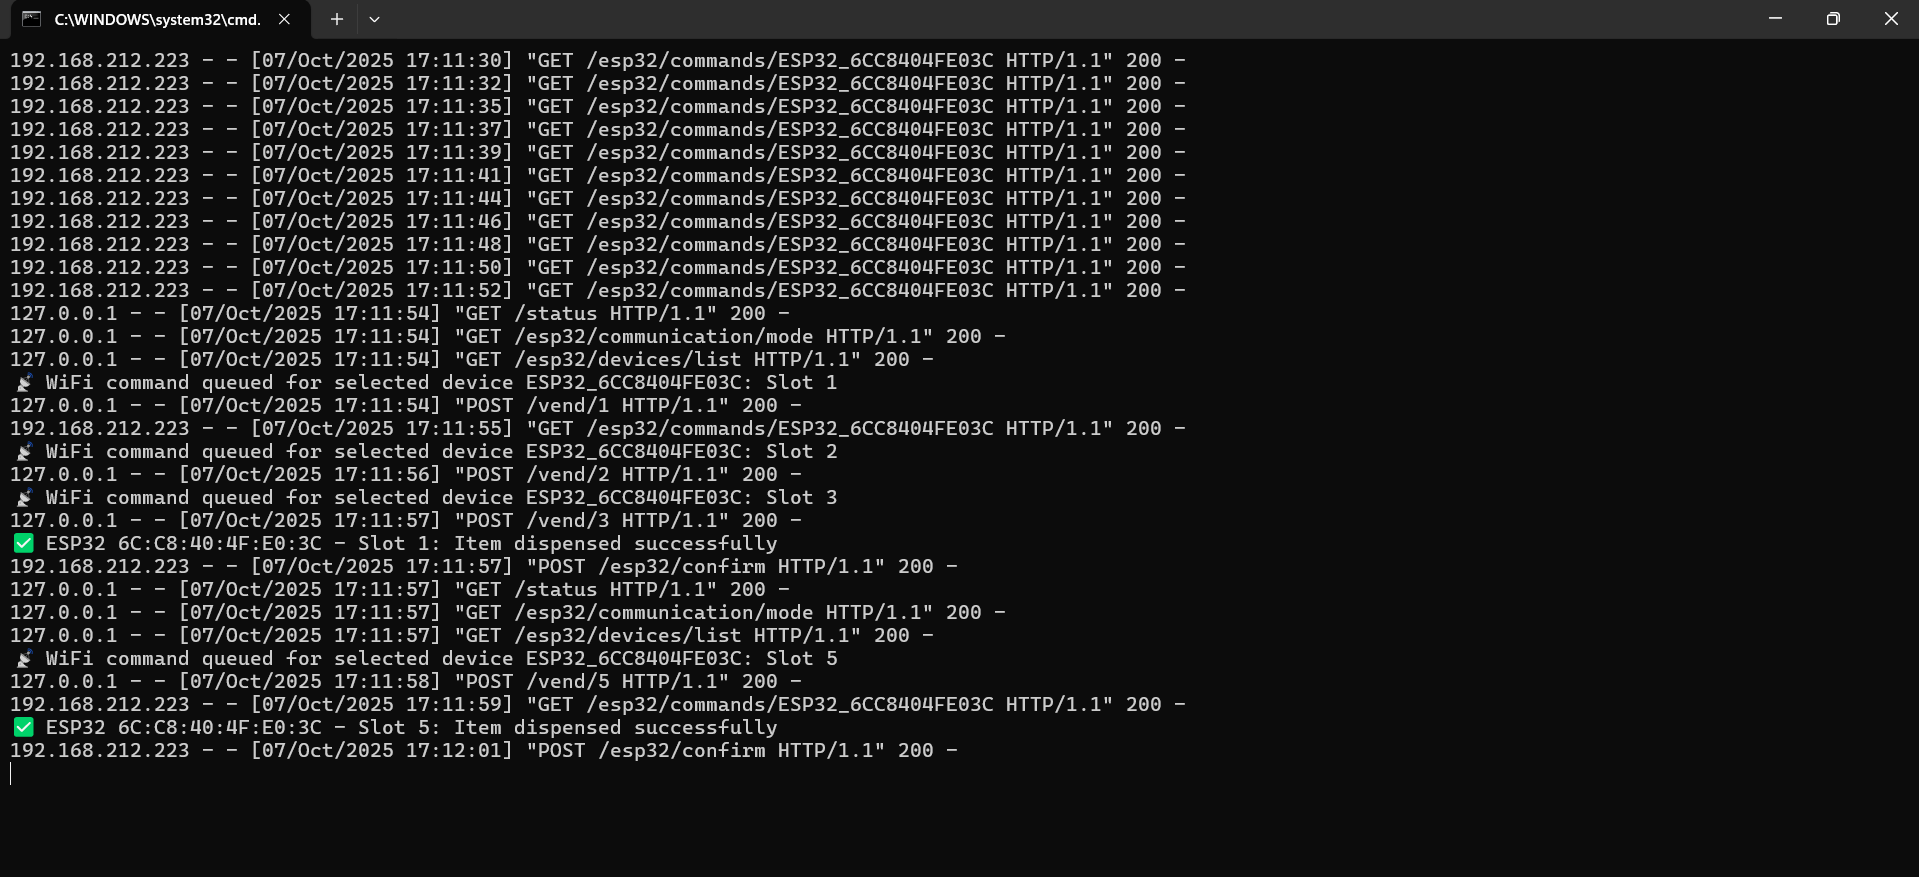 C:\WINDOWS\system32\cmd.
192.168.212.223 - - [07/Oct/2025 17:11:30] "GET /esp32/commands/ESP32_6CC8404FE03C HTTP/1.1" 200 -
192.168.212.223 - - [07/Oct/2025 17:11:32] "GET /esp32/commands/ESP32_6CC8404FE03C HTTP/1.1" 200 -
192.168.212.223 - - [07/Oct/2025 17:11:35] "GET /esp32/commands/ESP32_6CC8404FE03C HTTP/1.1" 200 -
192.168.212.223 - - [07/Oct/2025 17:11:37] "GET /esp32/commands/ESP32_6CC8404FE03C HTTP/1.1" 200 -
192.168.212.223 - - [07/Oct/2025 17:11:39] "GET /esp32/commands/ESP32_6CC8404FE03C HTTP/1.1" 200 -
192.168.212.223 - - [07/Oct/2025 17:11:41] "GET /esp32/commands/ESP32_6CC8404FE03C HTTP/1.1" 200 -
192.168.212.223 - - [07/Oct/2025 17:11:44] "GET /esp32/commands/ESP32_6CC8404FE03C HTTP/1.1" 200 -
192.168.212.223 - - [07/Oct/2025 17:11:46] "GET /esp32/commands/ESP32_6CC8404FE03C HTTP/1.1" 200 -
192.168.212.223 - - [07/Oct/2025 17:11:48] "GET /esp32/commands/ESP32_6CC8404FE03C HTTP/1.1" 200 -
192.168.212.223 - - [07/Oct/2025 17:11:50] "GET /esp32/commands/ESP32_6CC8404FE03C HTTP/1.1" 200 -
192.168.212.223 - - [07/Oct/2025 17:11:52] "GET /esp32/commands/ESP32_6CC8404FE03C HTTP/1.1" 200 -
127.0.0.1 - - [07/Oct/2025 17:11:54] "GET /status HTTP/1.1" 200 -
127.0.0.1 - - [07/Oct/2025 17:11:54] "GET /esp32/communication/mode HTTP/1.1" 200 -
127.0.0.1 - - [07/Oct/2025 17:11:54] "GET /esp32/devices/list HTTP/1.1" 200 -
📡 WiFi command queued for selected device ESP32_6CC8404FE03C: Slot 1
127.0.0.1 - - [07/Oct/2025 17:11:54] "POST /vend/1 HTTP/1.1" 200 -
192.168.212.223 - - [07/Oct/2025 17:11:55] "GET /esp32/commands/ESP32_6CC8404FE03C HTTP/1.1" 200 -
📡 WiFi command queued for selected device ESP32_6CC8404FE03C: Slot 2
127.0.0.1 - - [07/Oct/2025 17:11:56] "POST /vend/2 HTTP/1.1" 200 -
📡 WiFi command queued for selected device ESP32_6CC8404FE03C: Slot 3
127.0.0.1 - - [07/Oct/2025 17:11:57] "POST /vend/3 HTTP/1.1" 200 -
✅ ESP32 6C:C8:40:4F:E0:3C - Slot 1: Item dispensed successfully
192.168.212.223 - - [07/Oct/2025 17:11:57] "POST /esp32/confirm HTTP/1.1" 200 -
127.0.0.1 - - [07/Oct/2025 17:11:57] "GET /status HTTP/1.1" 200 -
127.0.0.1 - - [07/Oct/2025 17:11:57] "GET /esp32/communication/mode HTTP/1.1" 200 -
127.0.0.1 - - [07/Oct/2025 17:11:57] "GET /esp32/devices/list HTTP/1.1" 200 -
📡 WiFi command queued for selected device ESP32_6CC8404FE03C: Slot 5
127.0.0.1 - - [07/Oct/2025 17:11:58] "POST /vend/5 HTTP/1.1" 200 -
192.168.212.223 - - [07/Oct/2025 17:11:59] "GET /esp32/commands/ESP32_6CC8404FE03C HTTP/1.1" 200 -
✅ ESP32 6C:C8:40:4F:E0:3C - Slot 5: Item dispensed successfully
192.168.212.223 - - [07/Oct/2025 17:12:01] "POST /esp32/confirm HTTP/1.1" 200 -